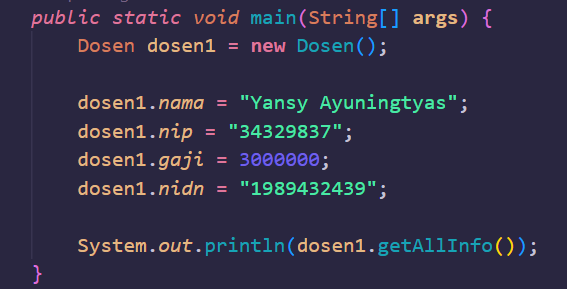 public static void main(String[] args) {
Dosen dosen1 = new Dosen();
dosen1.nama = "Yansy Ayuningtyas";
dosen1.nip = "34329837";
dosen1.gaji = 3000000;
dosen1.nidn = "1989432439";
System.out.println(dosen1.getAllInfo());
}